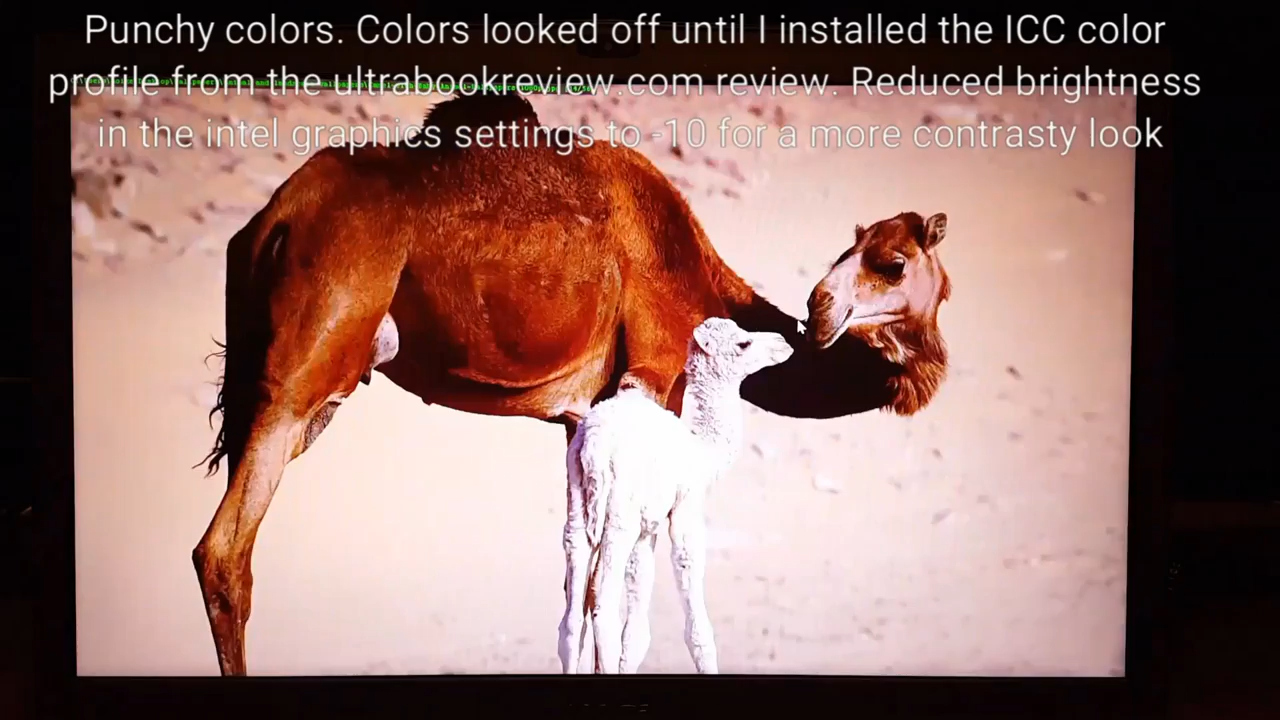 Punchy colors. Colors looked off until I installed the ICC color
profile from the ultrabookreview.com review. Reduced brightness
in the intel graphics settings to -10 for a more contrasty look